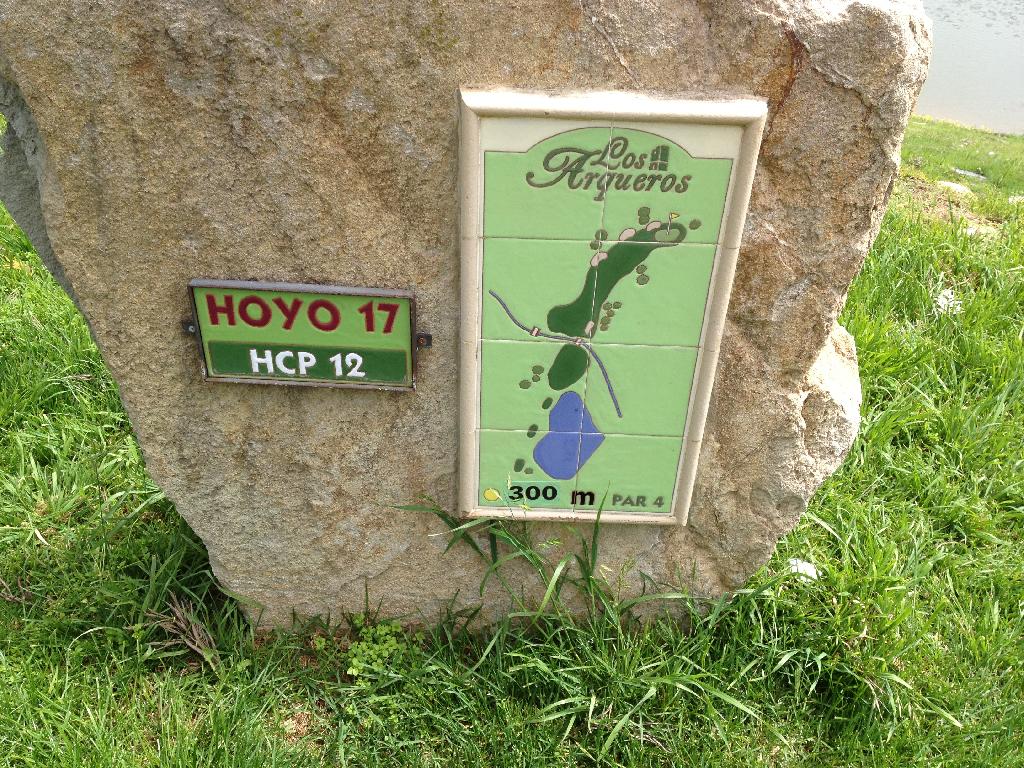 HOYO 17
HCP 12
Los
Arqueros
300 m PAR 4